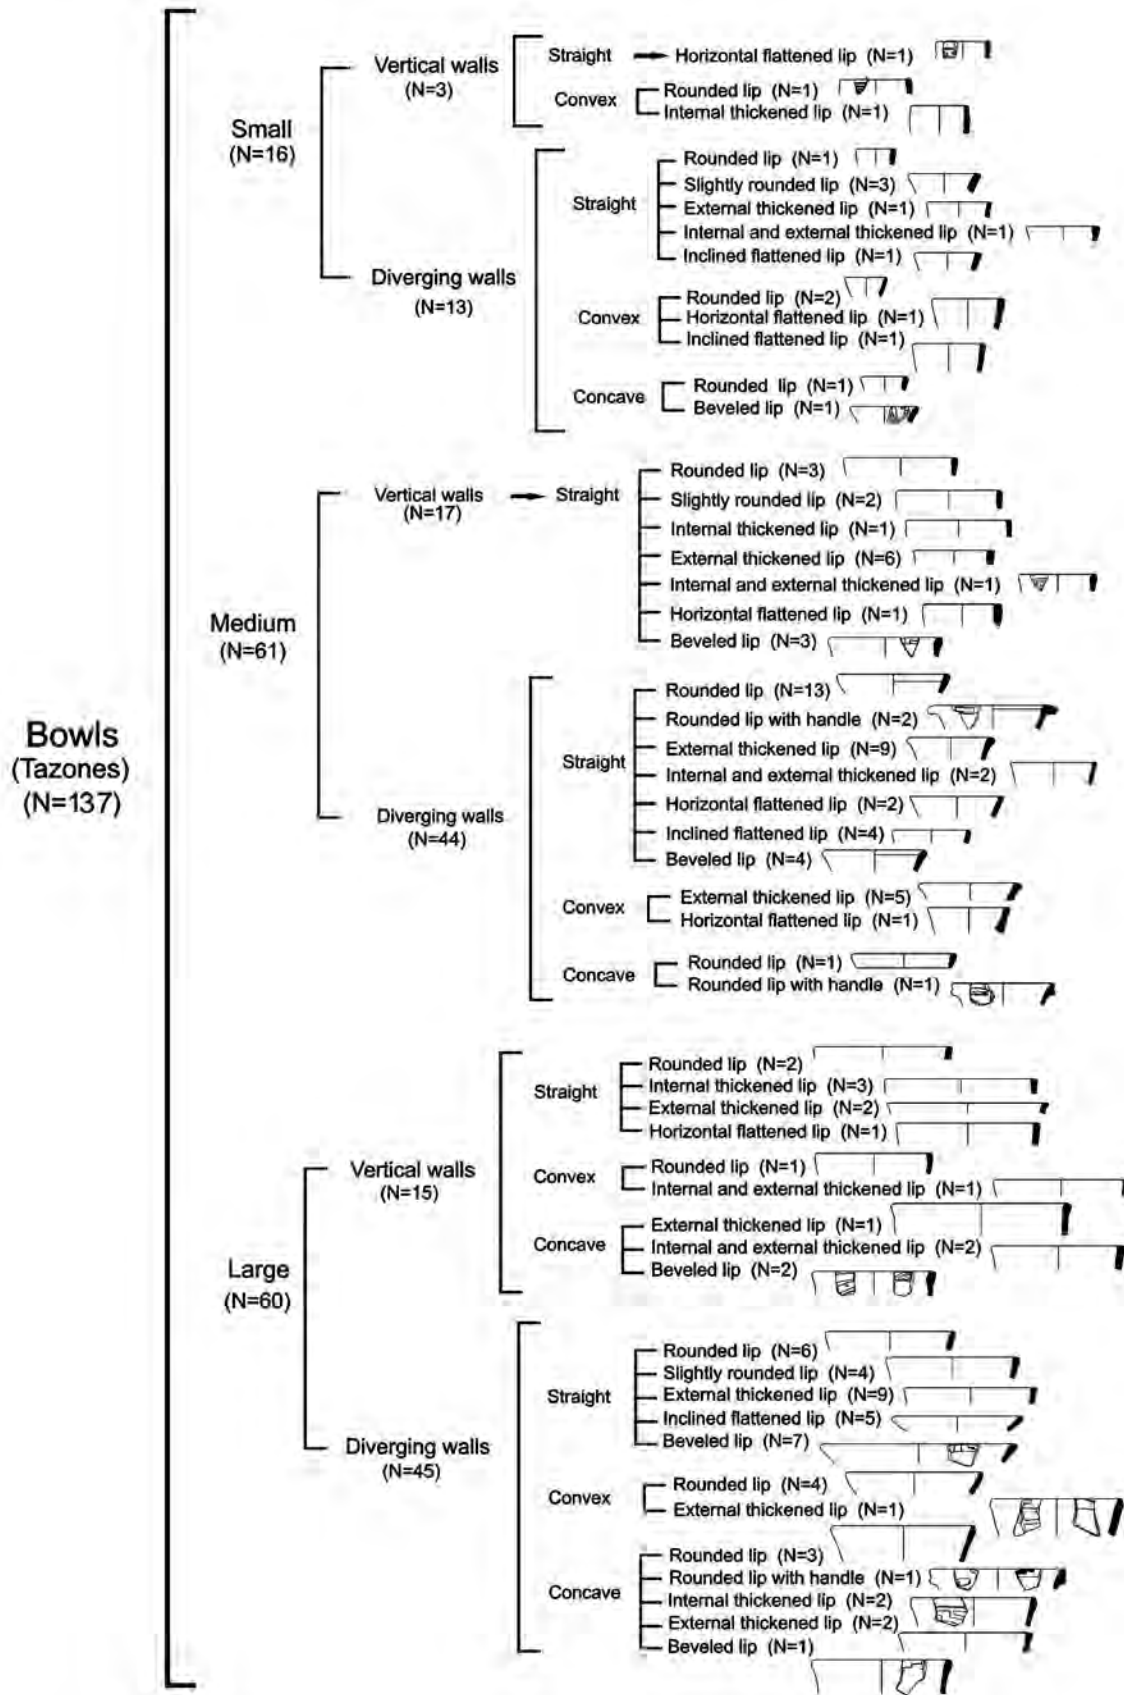 Bowls
(Tazones)
(N=137)
Small
(N=16)
Vertical walls
(N=3)
Straight
Horizontal flattened lip (N=1)
Convex
Rounded lip (N=1)
Internal thickened lip (N=1)
Diverging walls
(N=13)
Straight
Rounded lip (N=1)
Slightly rounded lip (N=3)
External thickened lip (N=1)
Internal and external thickened lip (N=1)
Inclined flattened lip (N=1)
Convex
Rounded lip (N=2)
Horizontal flattened lip (N=1)
Inclined flattened lip (N=1)
Concave
Rounded lip (N=1)
Beveled lip (N=1)
Medium
(N=61)
Vertical walls
(N=17)
Straight
Rounded lip (N=3)
Slightly rounded lip (N=2)
Internal thickened lip (N=1)
External thickened lip (N=6)
Internal and external thickened lip (N=1)
Horizontal flattened lip (N=1)
Beveled lip (N=3)
Diverging walls
(N=44)
Straight
Rounded lip (N=13)
Rounded lip with handle (N=2)
External thickened lip (N=9)
Internal and external thickened lip (N=2)
Horizontal flattened lip (N=2)
Inclined flattened lip (N=4)
Beveled lip (N=4)
Convex
External thickened lip (N=5)
Horizontal flattened lip (N=1)
Concave
Rounded lip (N=1)
Rounded lip with handle (N=1)
Large
(N=60)
Vertical walls
(N=15)
Straight
Rounded lip (N=2)
Internal thickened lip (N=3)
External thickened lip (N=2)
Horizontal flattened lip (N=1)
Convex
Rounded lip (N=1)
Internal and external thickened lip (N=1)
Concave
External thickened lip (N=1)
Internal and external thickened lip (N=2)
Beveled lip (N=2)
Diverging walls
(N=45)
Straight
Rounded lip (N=6)
Slightly rounded lip (N=4)
External thickened lip (N=9)
Inclined flattened lip (N=5)
Beveled lip (N=7)
Convex
Rounded lip (N=4)
External thickened lip (N=1)
Concave
Rounded lip (N=3)
Rounded lip with handle (N=1)
Internal thickened lip (N=2)
External thickened lip (N=2)
Beveled lip (N=1)